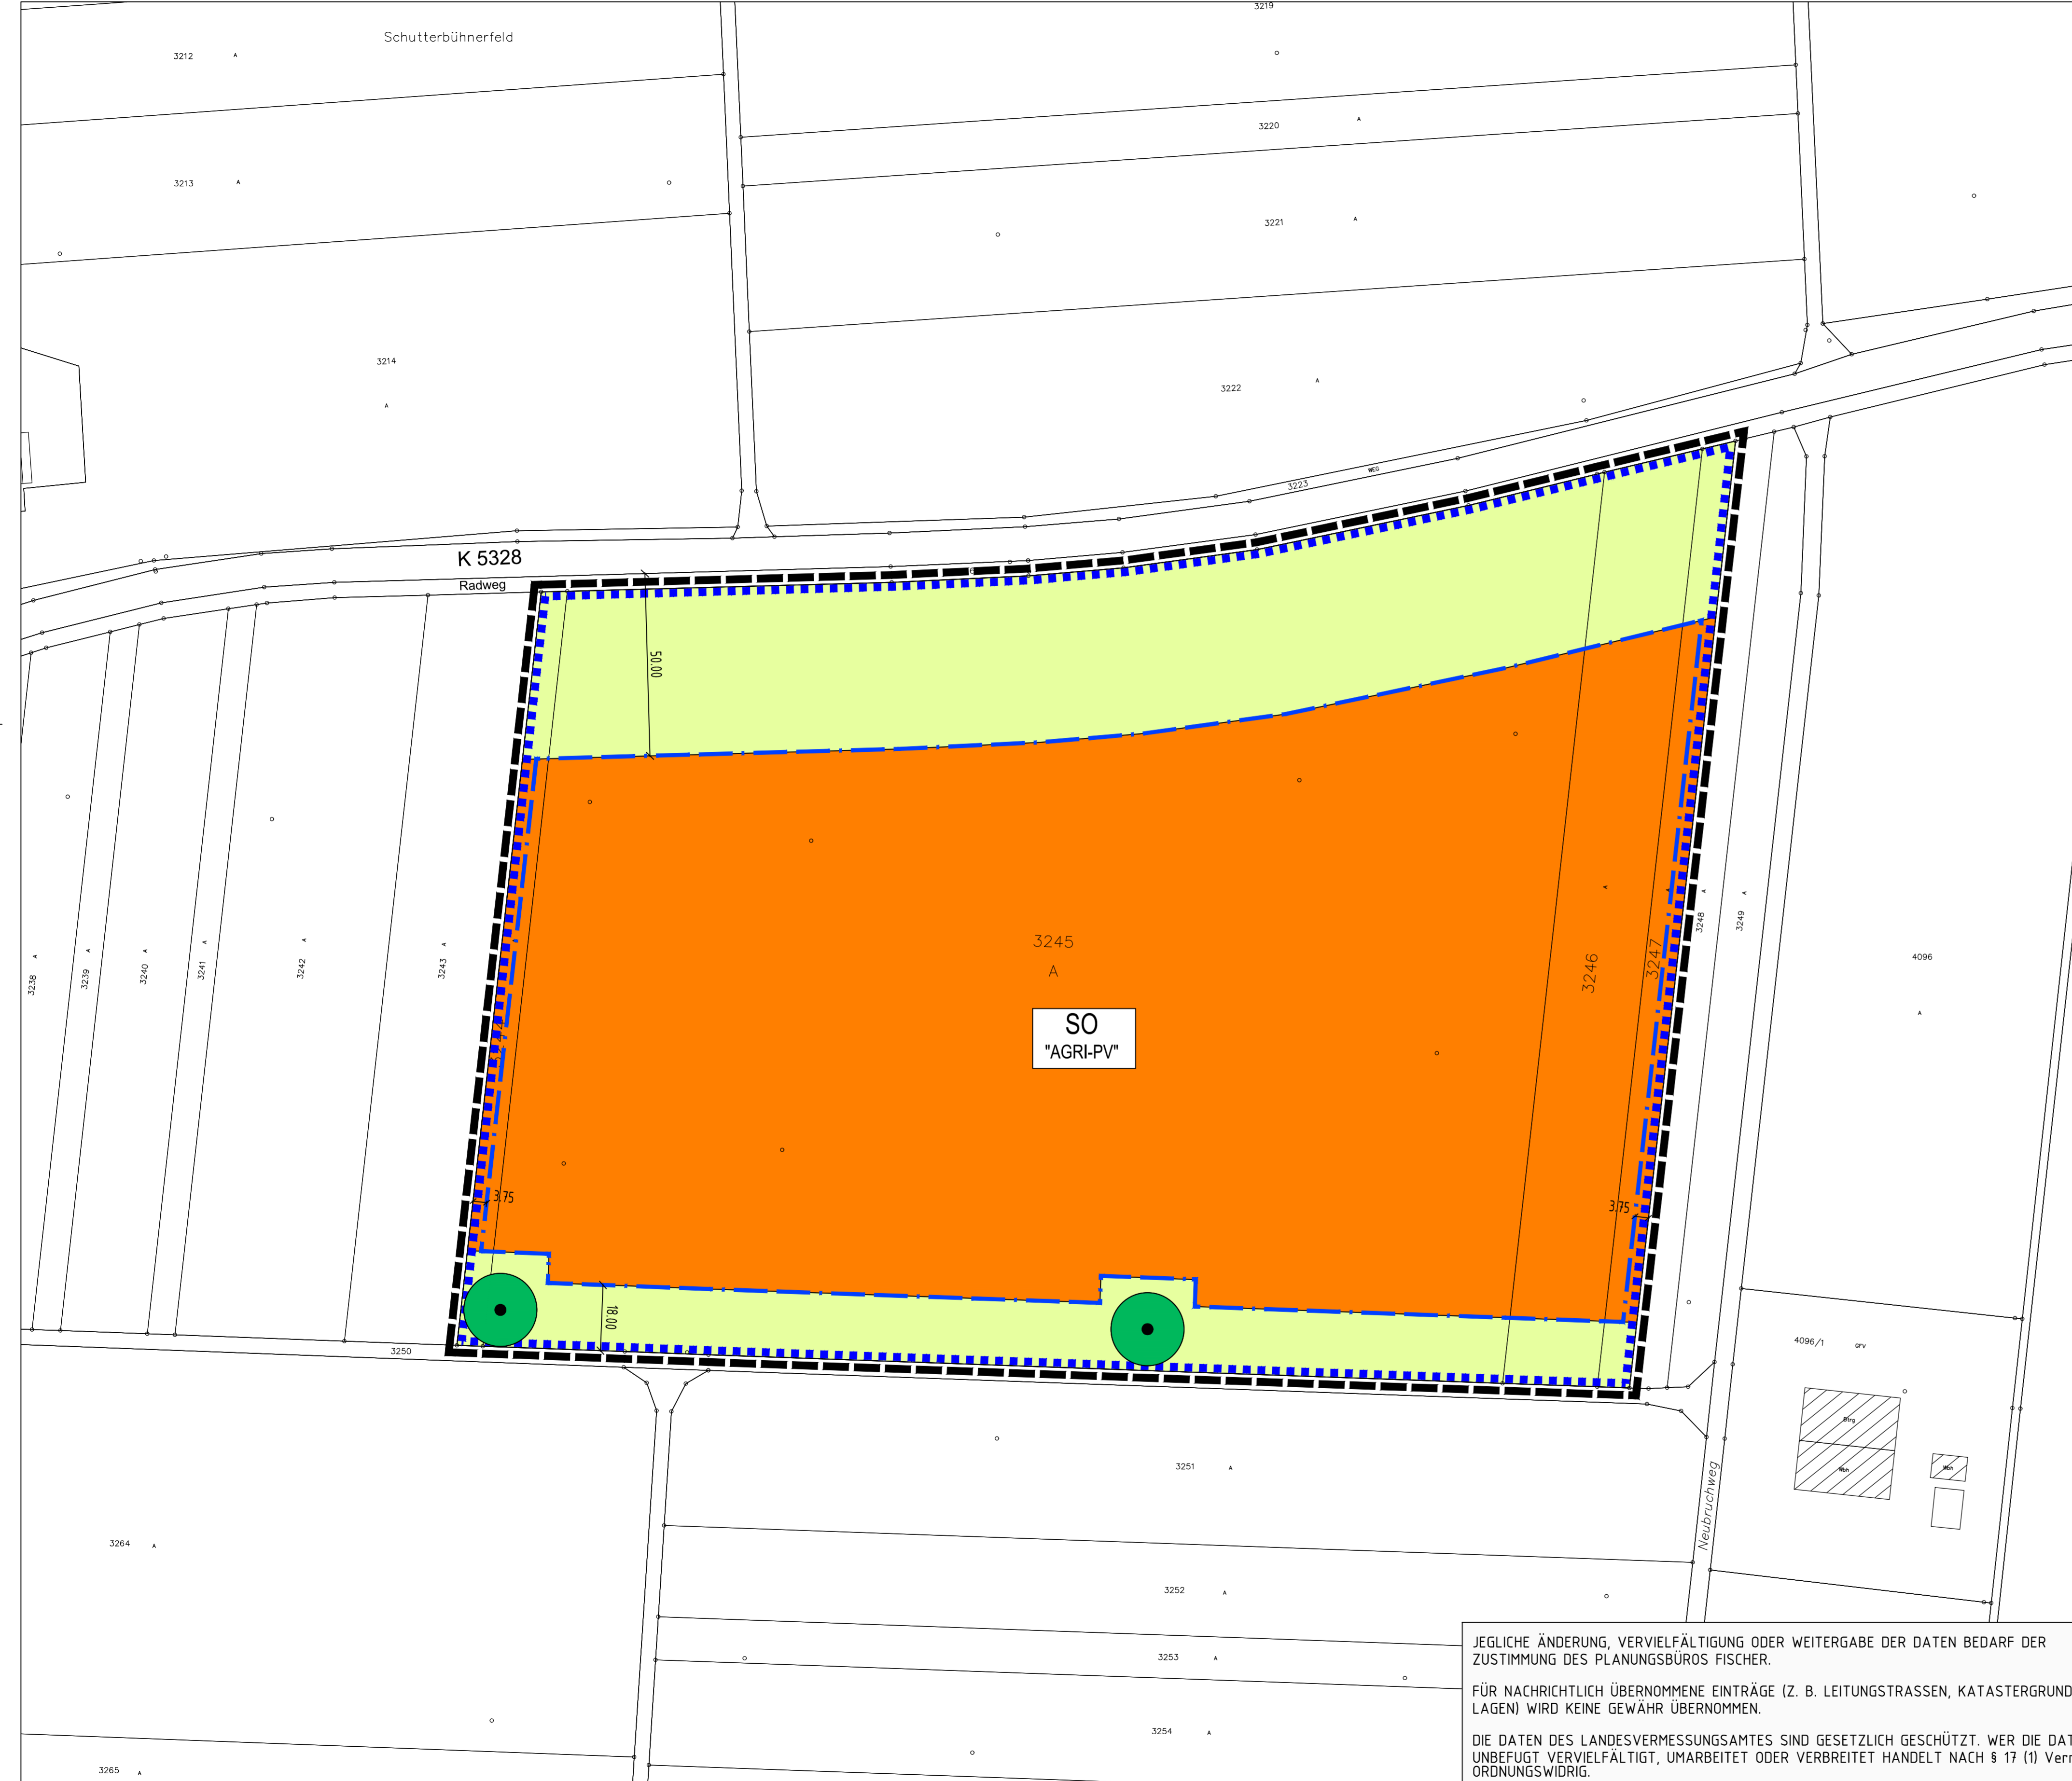 3219
Schutterbühnerfeld
3212 A
3220 A
3213 A
3221 A
3214
A
3222 A
WEG
3223
K 5328
Radweg
50.00
3245
A
SO
"AGRI-PV"
3238 A
3239 A
3240 A
3241 A
3242 A
3243 A
3246 A
3247 A
3248 A
3249 A
4096
A
3.75
3.75
18.00
3250
4096/1 GFV
Btrg
Wbh
Wbh
3251 A
Neubruchweg
3264 A
3252 A
3253 A
3254 A
3265 A
JEGLICHE ÄNDERUNG, VERVIELFÄLTIGUNG ODER WEITERGABE DER DATEN BEDARF DER
ZUSTIMMUNG DES PLANUNGSBÜROS FISCHER.
FÜR NACHRICHTLICH ÜBERNOMMENE EINTRÄGE (Z. B. LEITUNGSTRASSEN, KATASTERGRUND
LAGEN) WIRD KEINE GEWÄHR ÜBERNOMMEN.
DIE DATEN DES LANDESVERMESSUNGSAMTES SIND GESETZLICH GESCHÜTZT. WER DIE DAT
UNBEFUGT VERVIELFÄLTIGT, UMARBEITET ODER VERBREITET HANDELT NACH § 17 (1) Verm
ORDNUNGSWIDRIG.